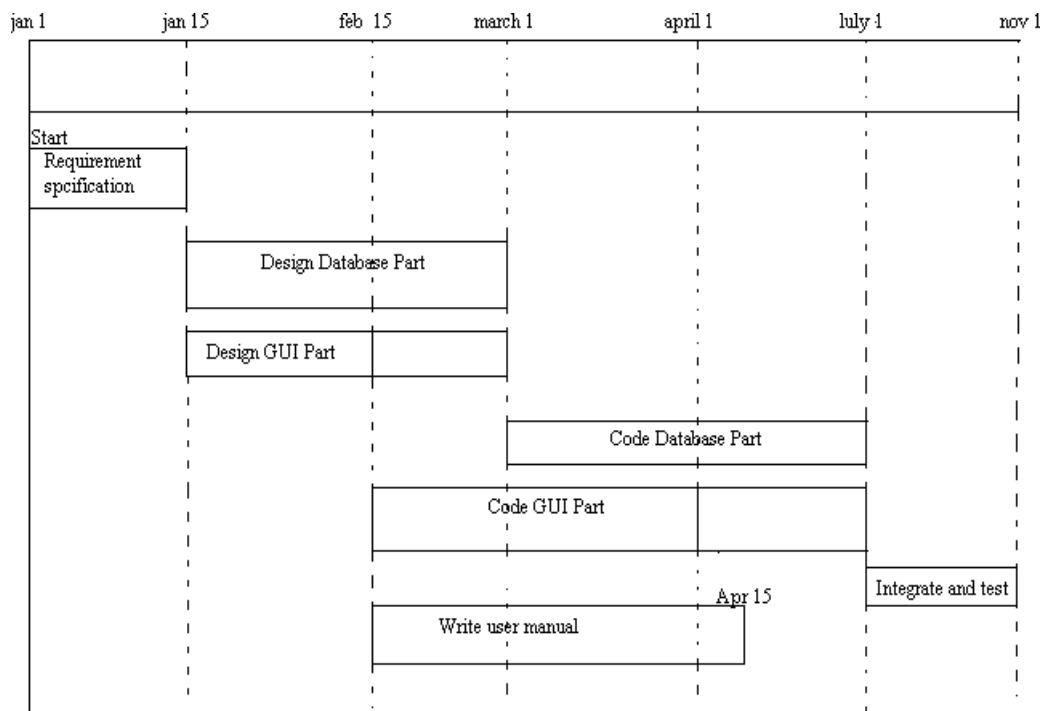 jan 1 jan 15 feb 15 march 1 april 1 luly 1 nov 1
Start
Requirement
spcification
Design Database Part
Design GUI Part
Code Database Part
Code GUI Part
Integrate and test
Apr 15
Write user manual